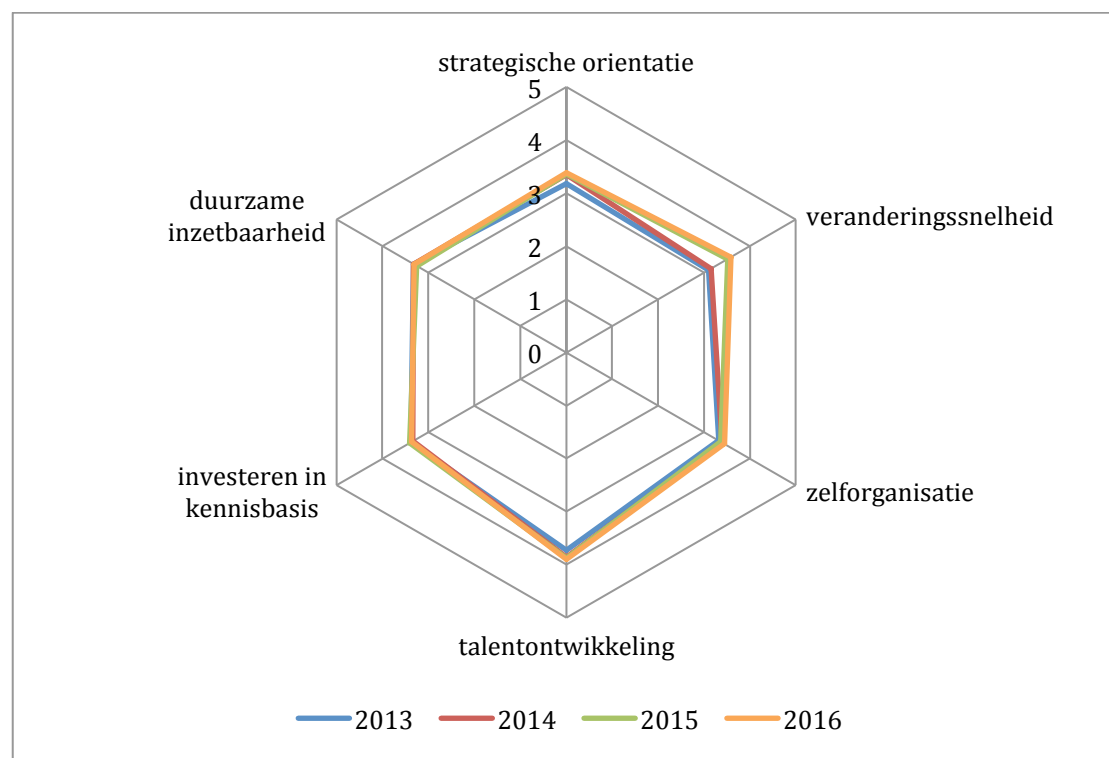 strategische orientatie
5
4
3
2
1
0
duurzame
inzetbaarheid
veranderingssnelheid
investeren in
kennisbasis
zelforganisatie
talentontwikkeling
2013 2014 2015 2016